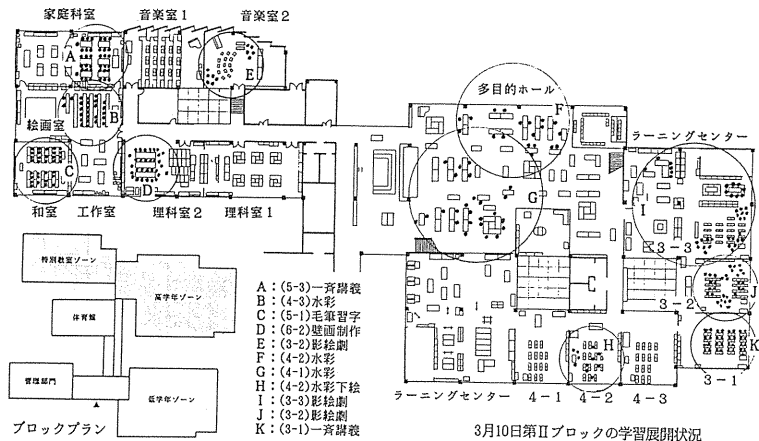 家庭科室
音楽室1
音楽室2
A
E
B
絵画室
C
D
和室
工作室
理科室2
理科室1
多目的ホール
F
G
ラーニングセンター
I
3-3
J
3-2
K
3-1
H
ラーニングセンター
4-1
4-2
4-3
特別教室ゾーン
高学年ゾーン
体育館
管理部門
低学年ゾーン
ブロックプラン
A:(5-3)一斉講義
B:(4-3)水彩
C:(5-1)毛筆習字
D:(6-2)壁画制作
E:(3-2)影絵劇
F:(4-2)水彩
G:(4-1)水彩
H:(4-2)水彩下絵
I:(3-3)影絵劇
J:(3-2)影絵劇
K:(3-1)一斉講義
3月10日第Ⅱブロックの学習展開状況